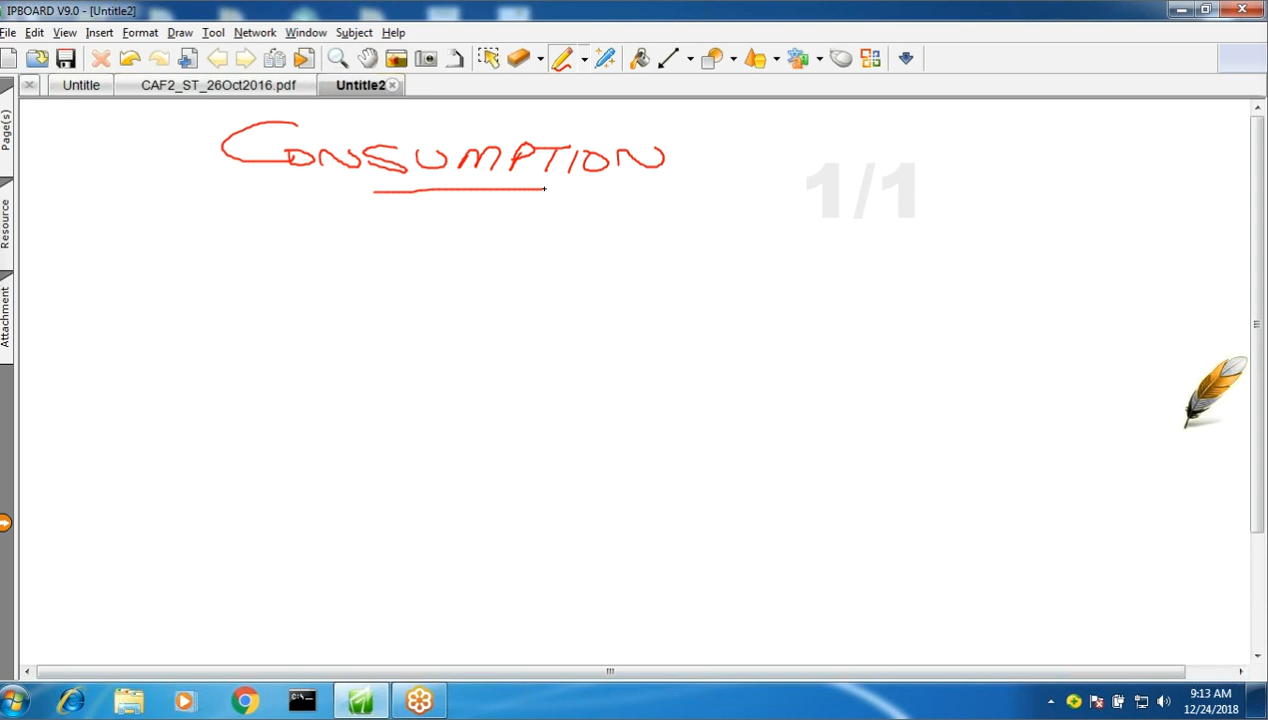 IPBOARD V9.0 - [Untitle2]
File Edit View Insert Format Draw Tool Network Window Subject Help
Untitle CAF2_ST_26Oct2016.pdf Untitle2
Page(s)
Resource
Attachment
CONSUMPTION
1/1
9:13 AM
12/24/2018